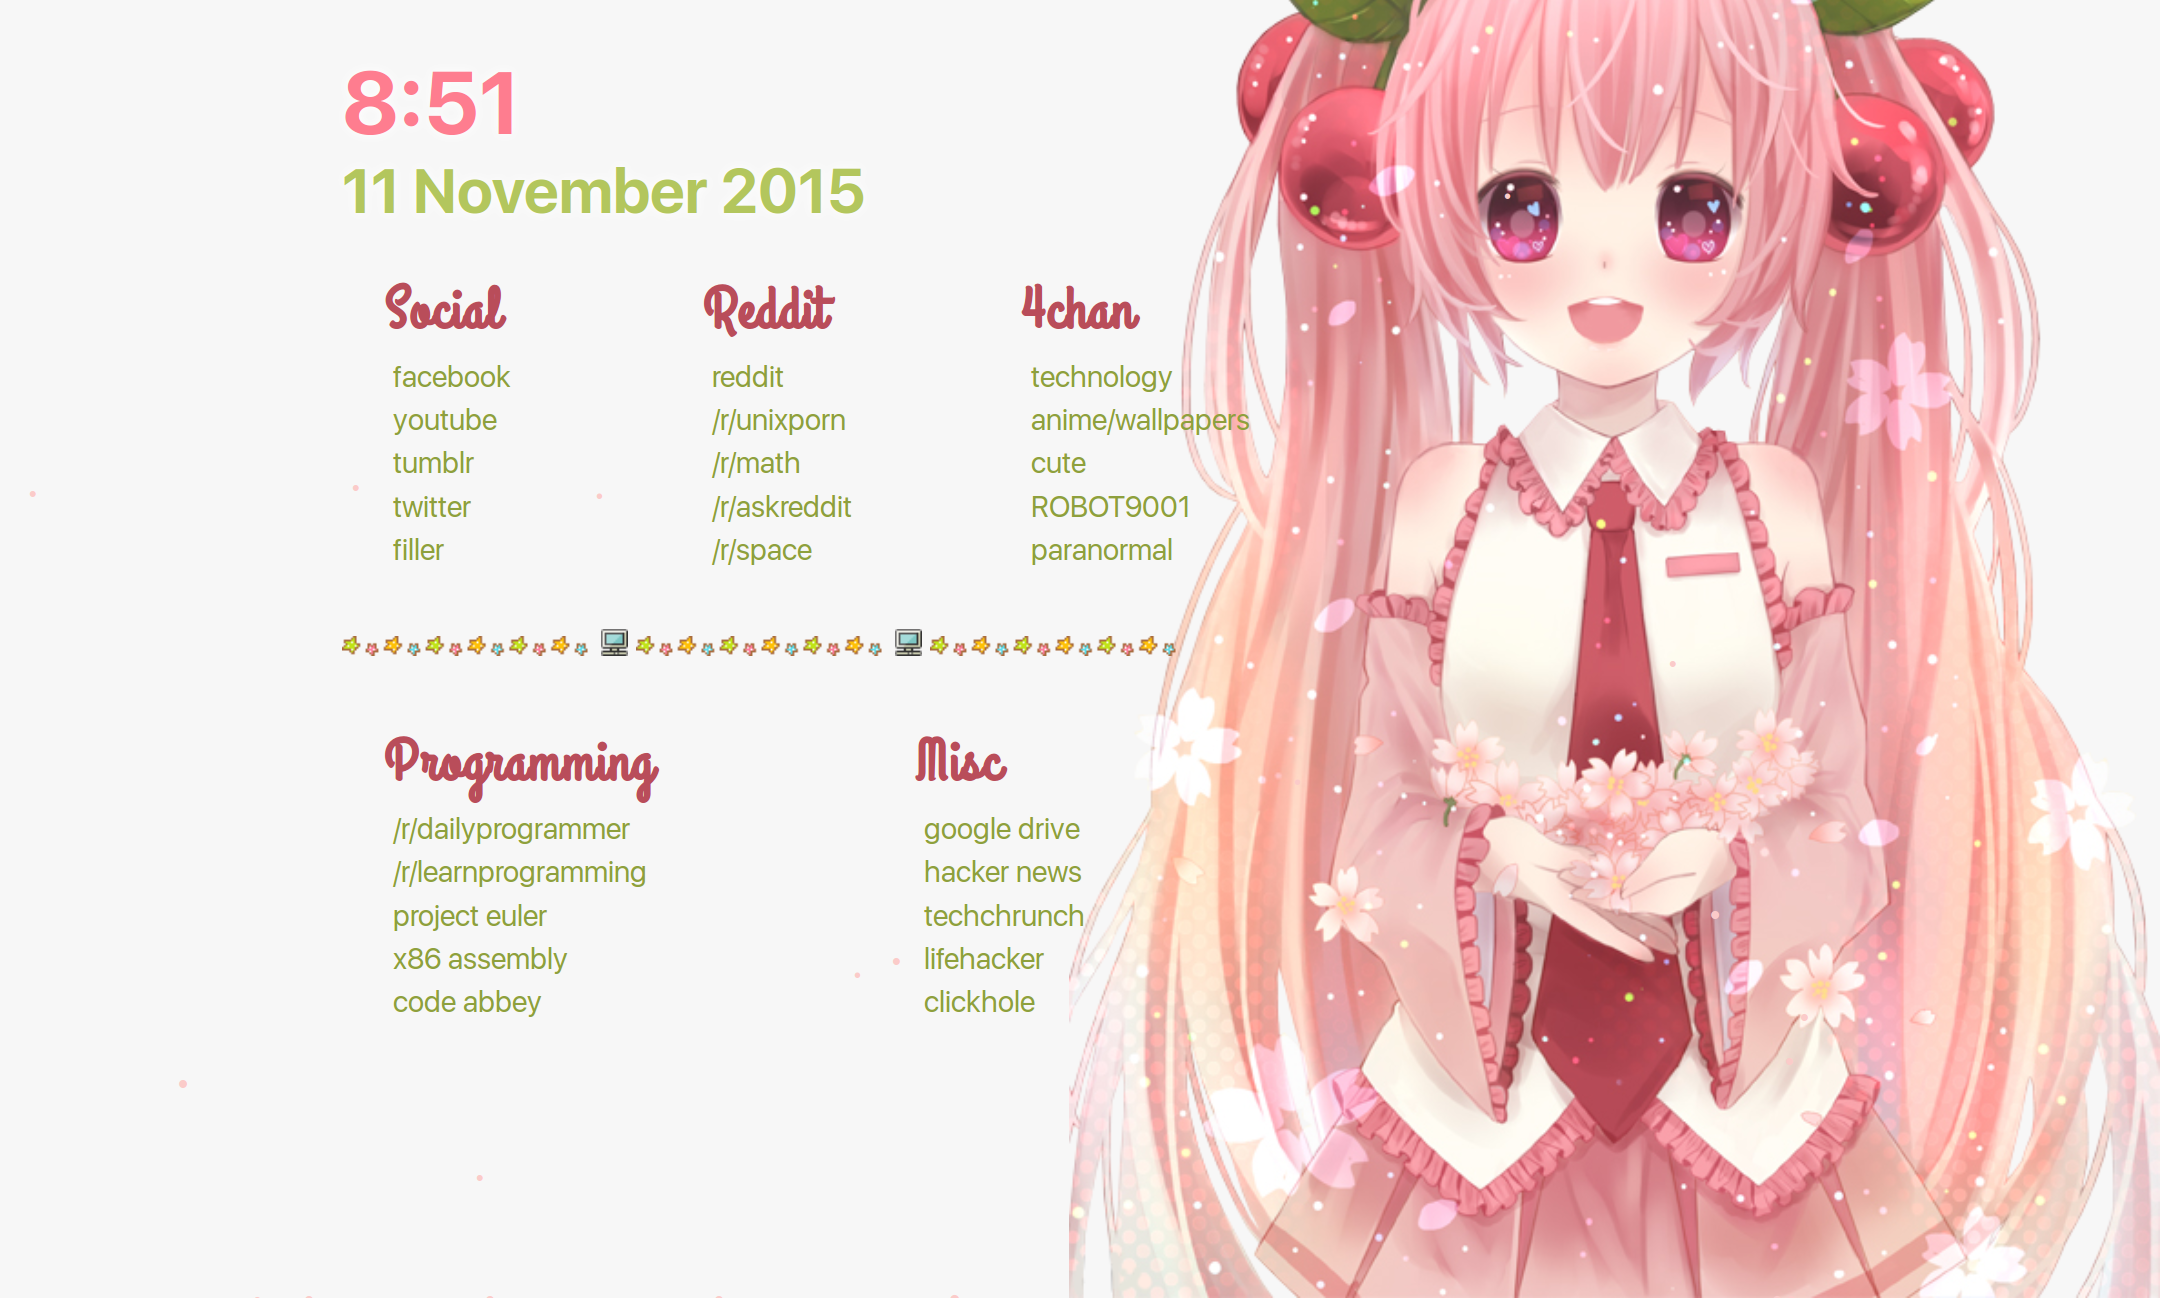 8:51
11 November 2015
Social
facebook
youtube
tumblr
twitter
filler
Reddit
reddit
/r/unixporn
/r/math
/r/askreddit
/r/space
4chan
technology
anime/wallpapers
cute
ROBOT9001
paranormal
Programming
/r/dailyprogrammer
/r/learnprogramming
project euler
x86 assembly
code abbey
Misc
google drive
hacker news
techchrunch
lifehacker
clickhole